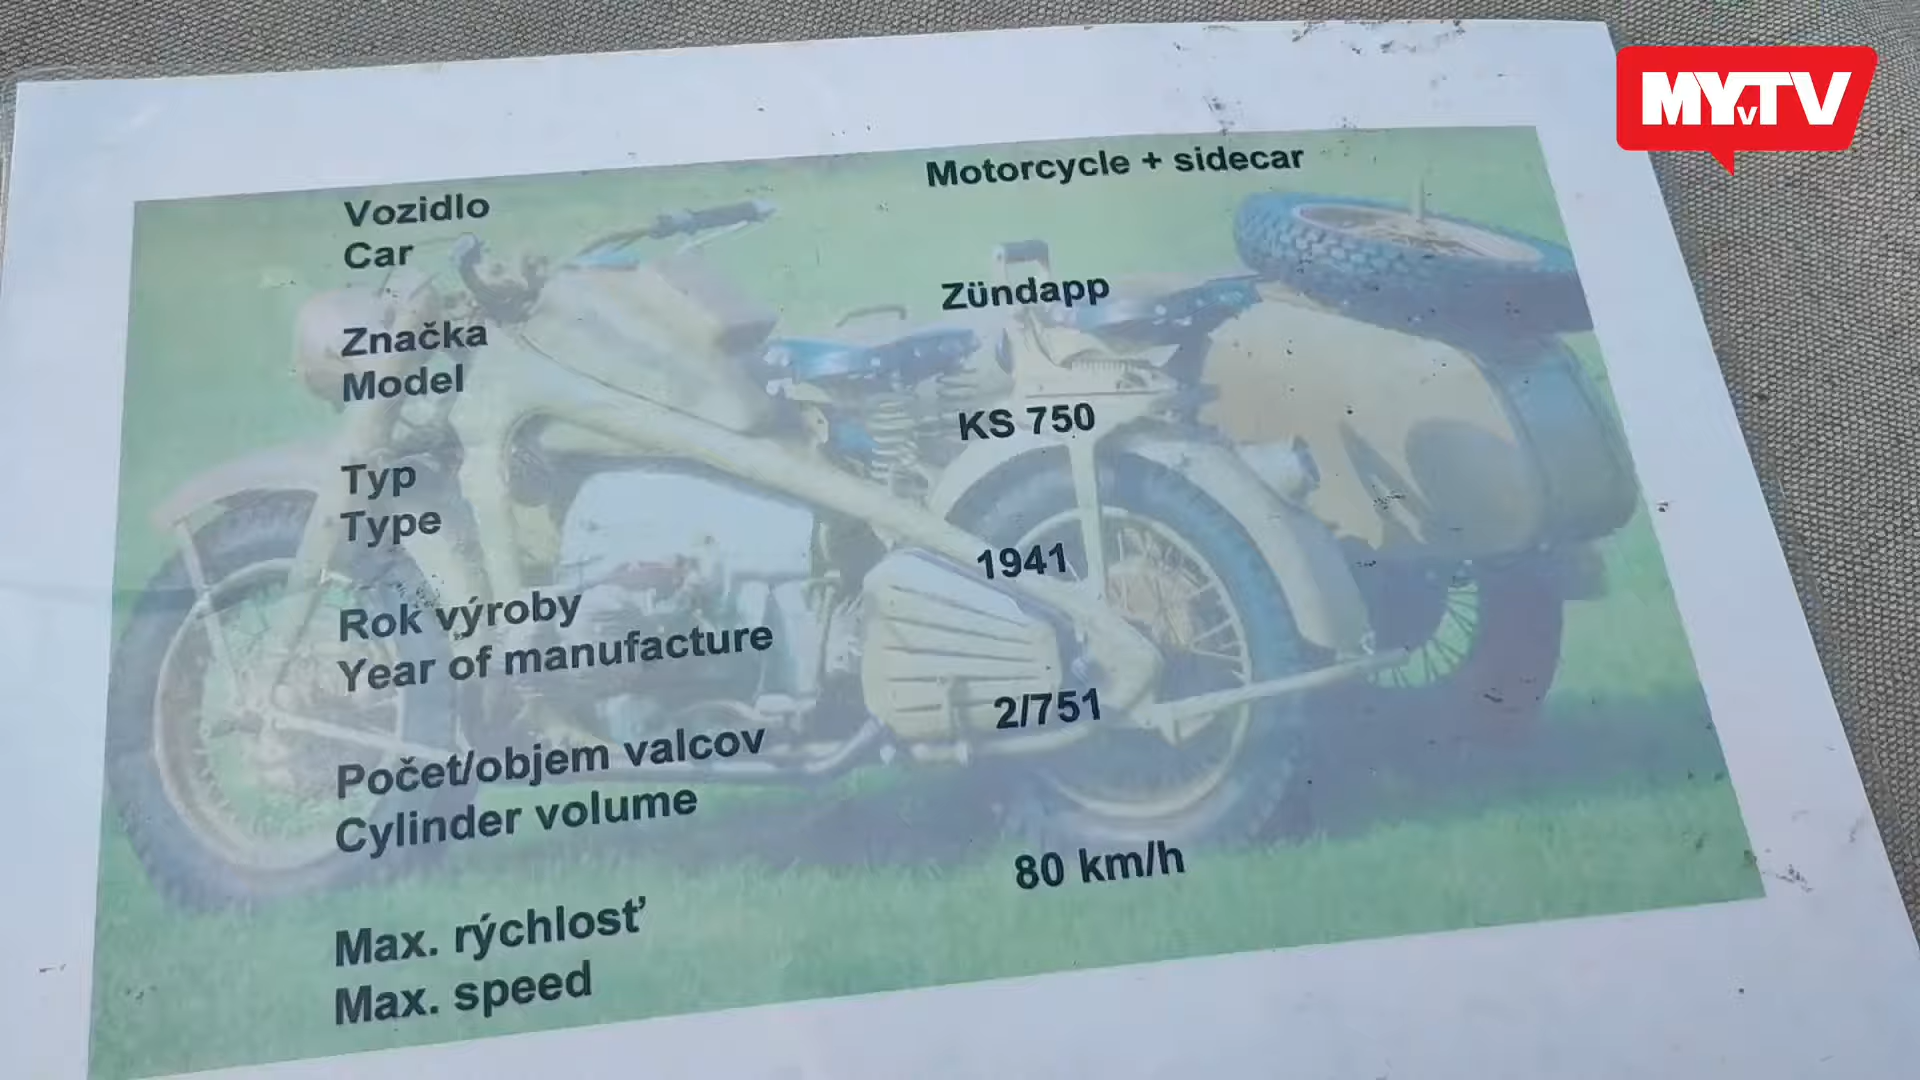 MYvTV
Motorcycle + sidecar
Vozidlo
Car
Zündapp
Značka
Model
KS 750
Typ
Type
1941
Rok výroby
Year of manufacture
2/751
Počet/objem valcov
Cylinder volume
80 km/h
Max. rýchlosť
Max. speed